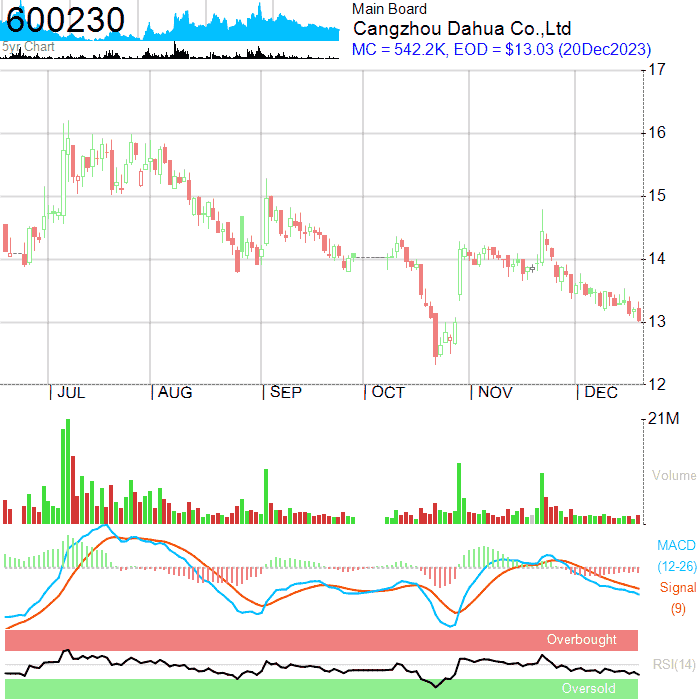 600230
5yr Chart
Main Board
Cangzhou Dahua Co.,Ltd
MC = 542.2K, EOD = $13.03 (20Dec2023)
17
16
15
14
13
12
JUL AUG SEP OCT NOV DEC
21M
Volume
MACD
(12-26)
Signal
(9)
Overbought
RSI(14)
Oversold